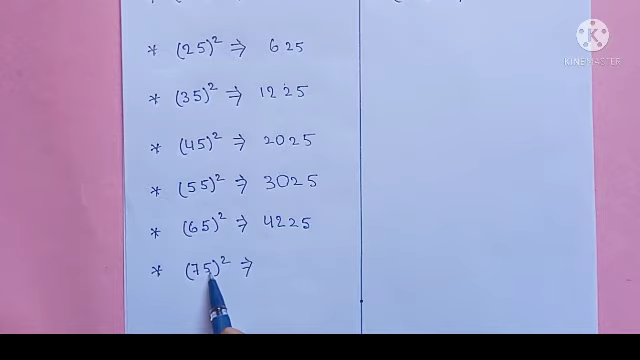 * (25)² ⇒ 625
* (35)² ⇒ 1225
* (45)² ⇒ 2025
* (55)² ⇒ 3025
* (65)² ⇒ 4225
* (75)² ⇒
K
KINEMASTER